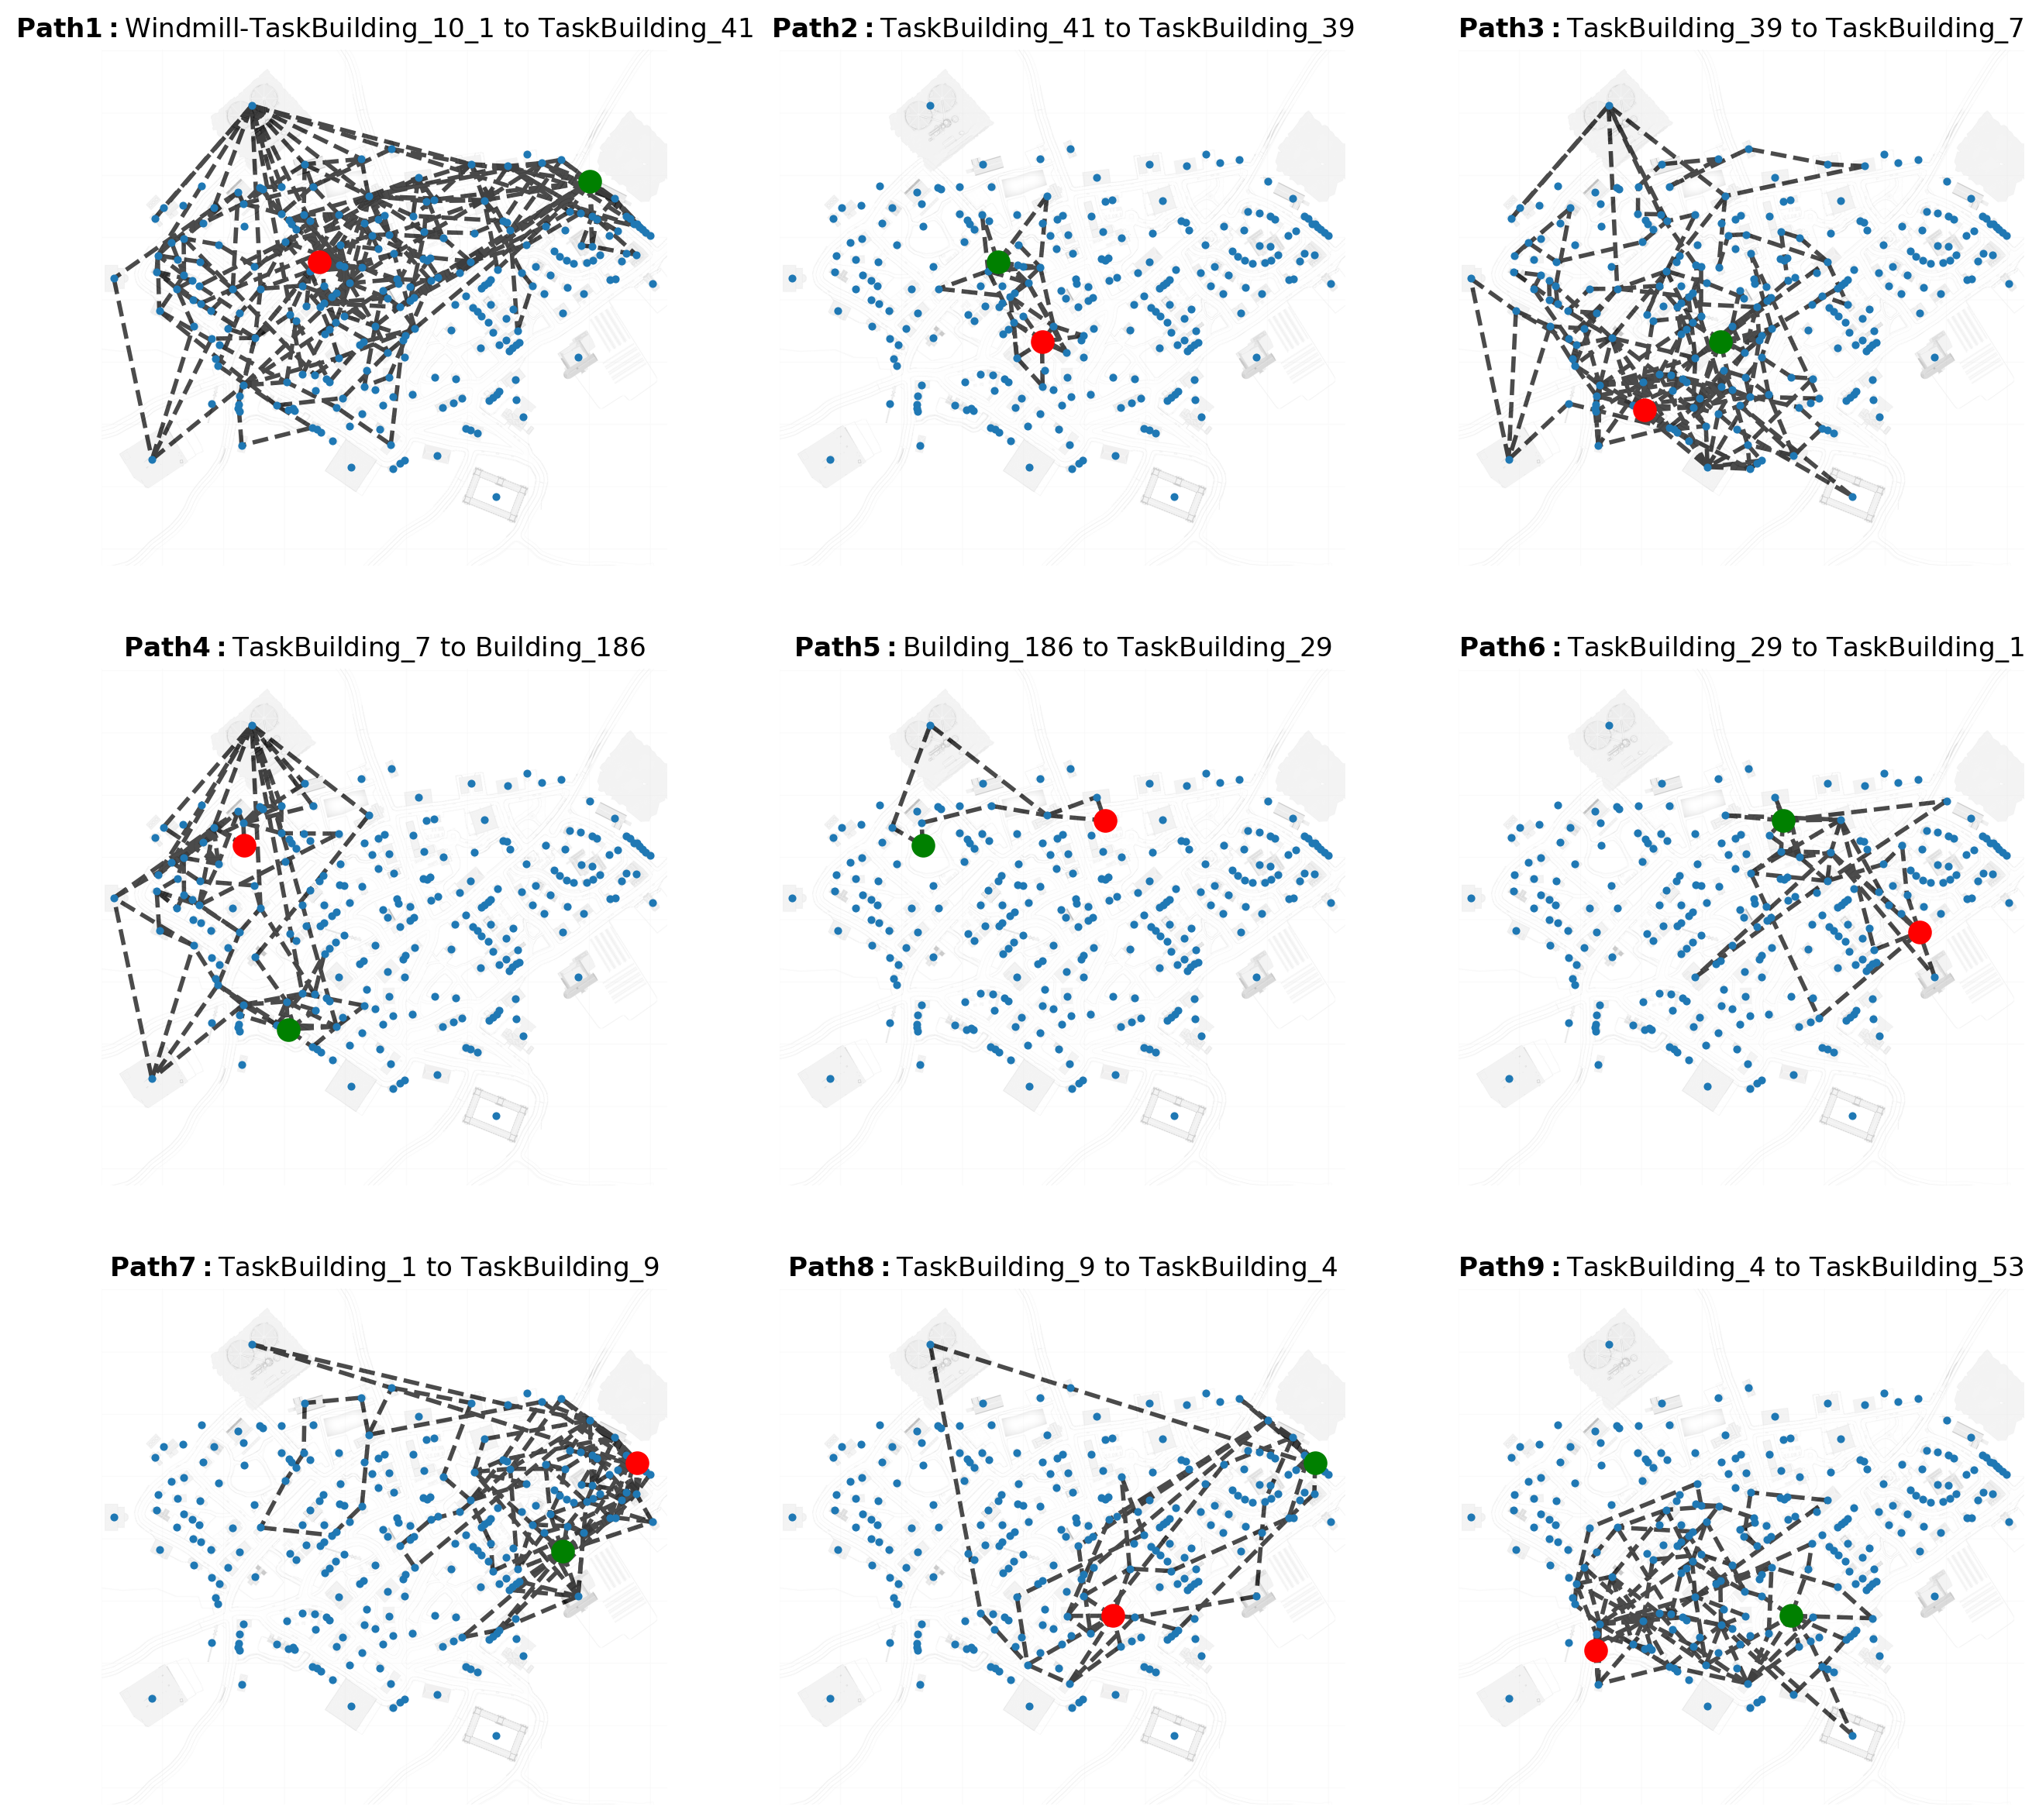 Path1: Windmill-TaskBuilding_10_1 to TaskBuilding_41
Path2: TaskBuilding_41 to TaskBuilding_39
Path3: TaskBuilding_39 to TaskBuilding_7
Path4: TaskBuilding_7 to Building_186
Path5: Building_186 to TaskBuilding_29
Path6: TaskBuilding_29 to TaskBuilding_1
Path7: TaskBuilding_1 to TaskBuilding_9
Path8: TaskBuilding_9 to TaskBuilding_4
Path9: TaskBuilding_4 to TaskBuilding_53